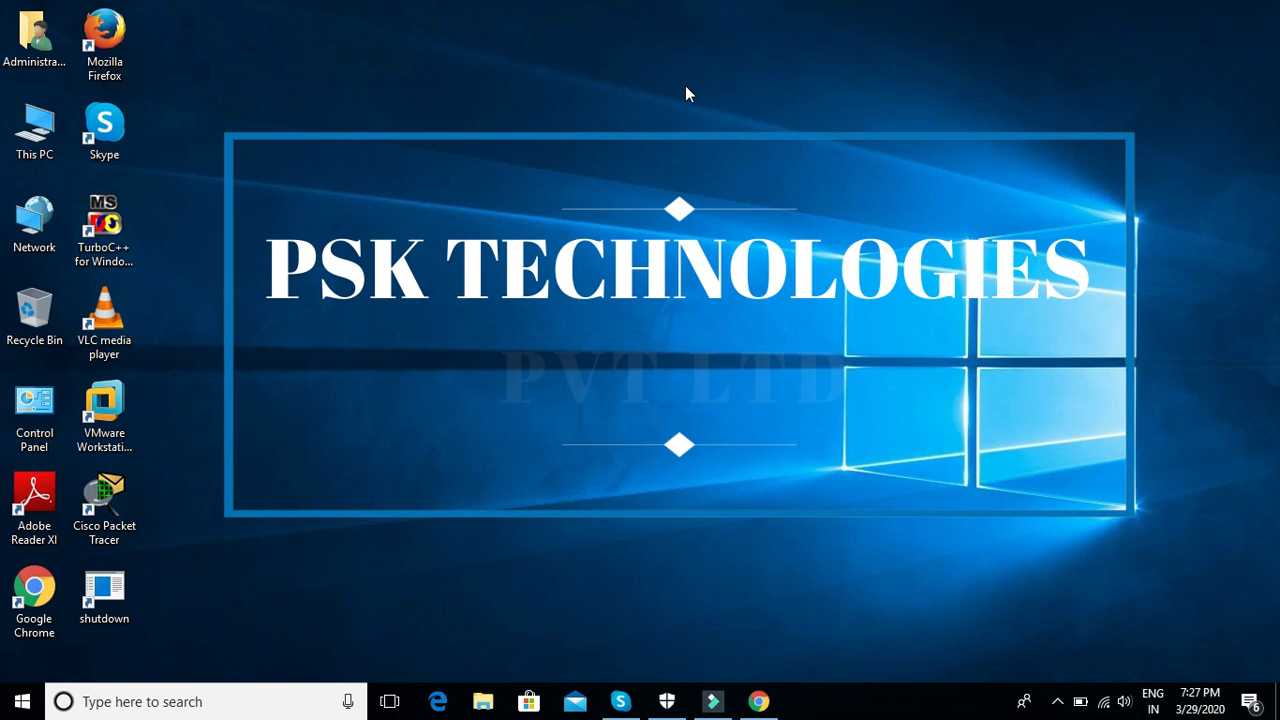 Administra...
Mozilla
Firefox
This PC
Skype
Network
MS
TurboC++
for Windo...
Recycle Bin
VLC media
player
Control
Panel
VMware
Workstati...
Adobe
Reader XI
Cisco Packet
Tracer
Google
Chrome
shutdown
PSK TECHNOLOGIES
PVT LTD
Type here to search
ENG
IN
7:27 PM
3/29/2020
6